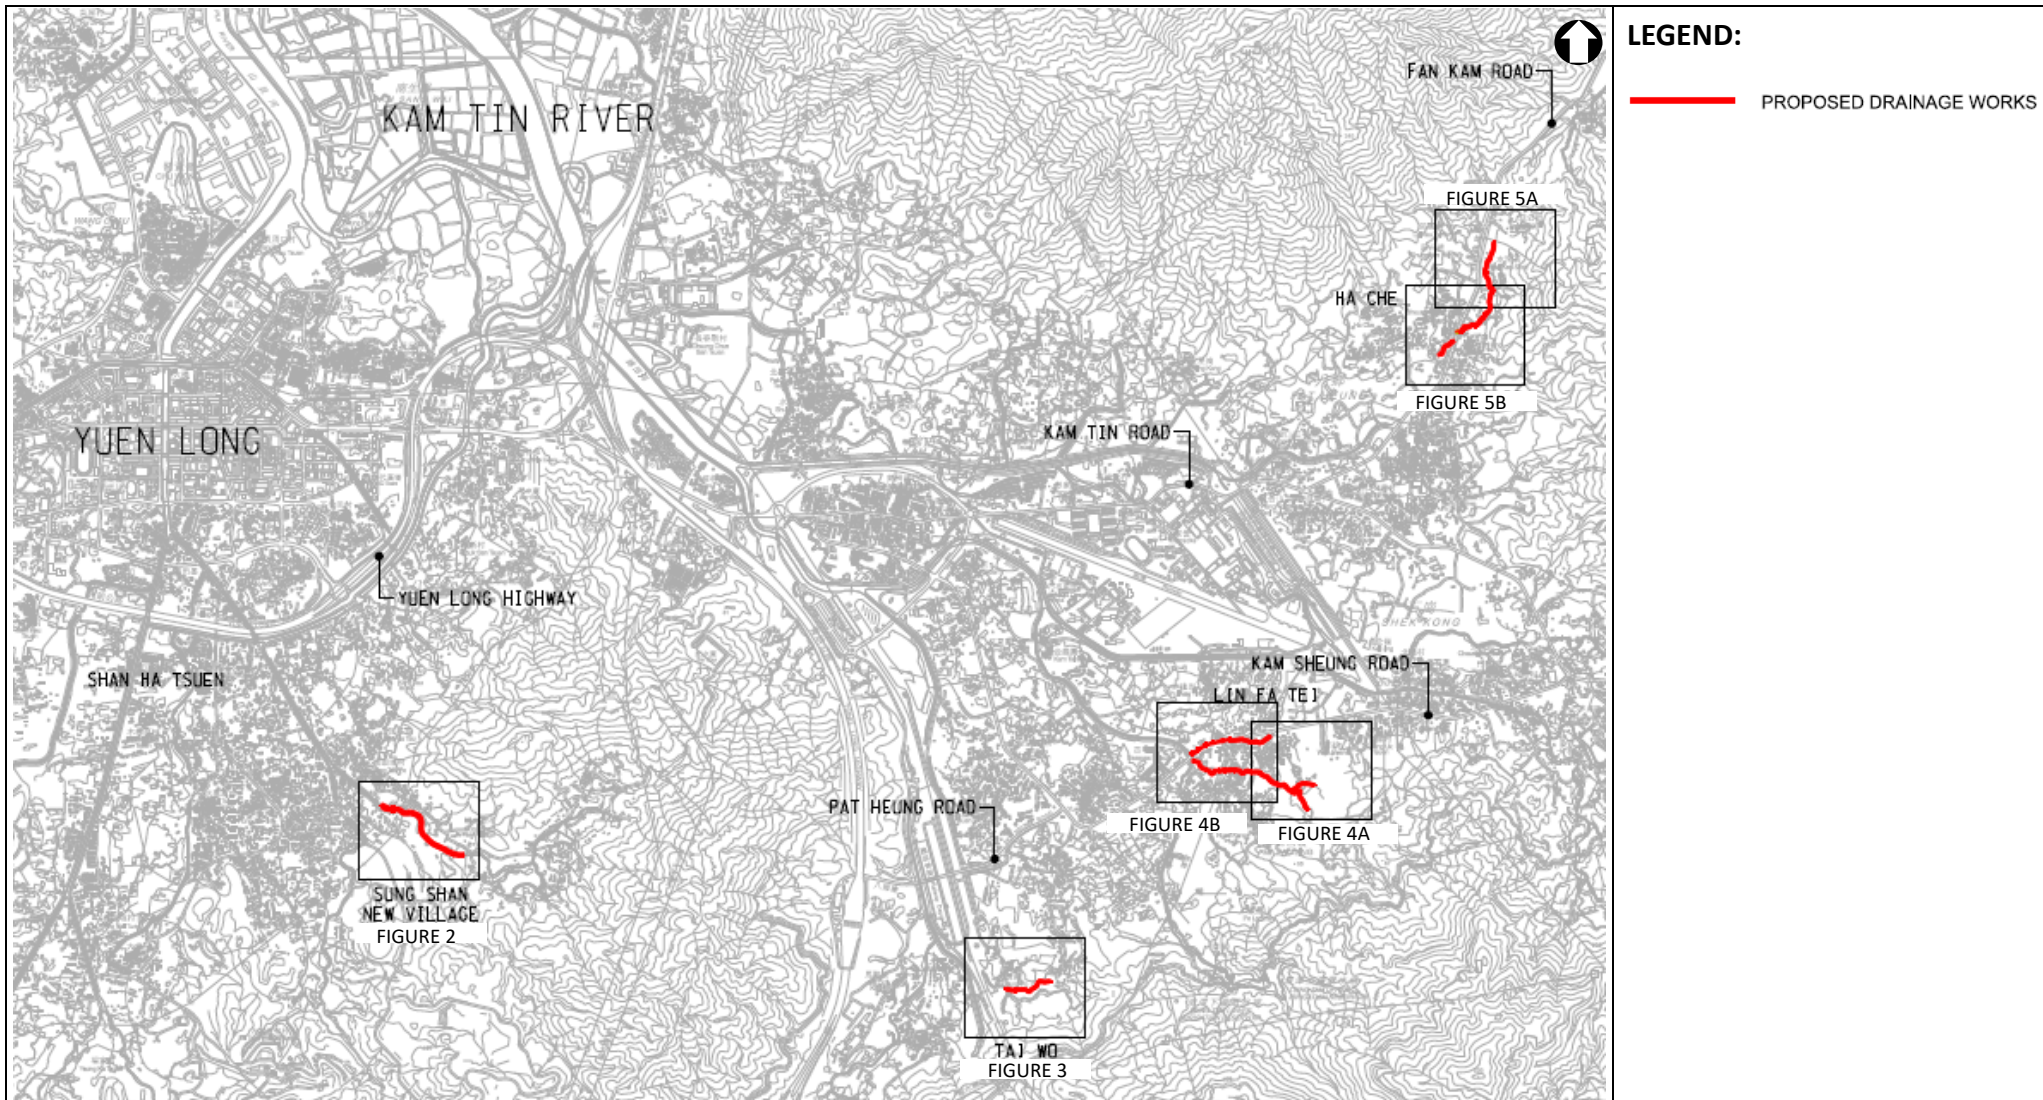 LEGEND:
PROPOSED DRAINAGE WORKS
FAN KAM ROAD
KAM TIN RIVER
FIGURE 5A
HA CHE
FIGURE 5B
KAM TIN ROAD
YUEN LONG
YUEN LONG HIGHWAY
SHEK KONG
KAM SHEUNG ROAD
SHAN HA TSUEN
LIN FA TEI
PAT HEUNG ROAD
FIGURE 4B
FIGURE 4A
SUNG SHAN
NEW VILLAGE
FIGURE 2
TAI WO
FIGURE 3